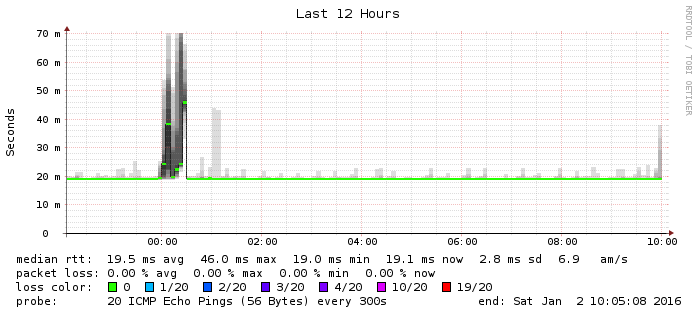 Last 12 Hours
RRDTOOL / TOBI OETIKER
Seconds
70 m
60 m
50 m
40 m
30 m
20 m
10 m
0
00:00 02:00 04:00 06:00 08:00 10:00
median rtt: 19.5 ms avg 46.0 ms max 19.0 ms min 19.1 ms now 2.8 ms sd 6.9 am/s
packet loss: 0.00 % avg 0.00 % max 0.00 % min 0.00 % now
loss color: 0 1/20 2/20 3/20 4/20 10/20 19/20
probe: 20 ICMP Echo Pings (56 Bytes) every 300s end: Sat Jan 2 10:05:08 2016